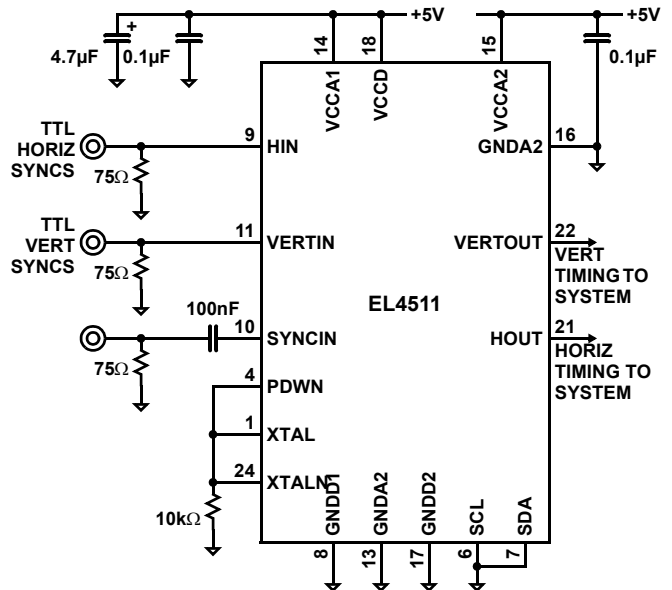 +5V
+5V
4.7µF
+
0.1µF
14
18
15
0.1µF
VCCA1
VCCD
VCCA2
TTL
HORIZ
SYNCS
75Ω
9
HIN
GNDA2
16
TTL
VERT
SYNCS
75Ω
11
VERTIN
VERTOUT
22
VERT
TIMING TO
SYSTEM
EL4511
100nF
75Ω
10
SYNCIN
HOUT
21
HORIZ
TIMING TO
SYSTEM
4
PDWN
1
XTAL
24
XTALN
10kΩ
GNDD1
GNDA2
GNDD2
SCL
SDA
8
13
17
6
7